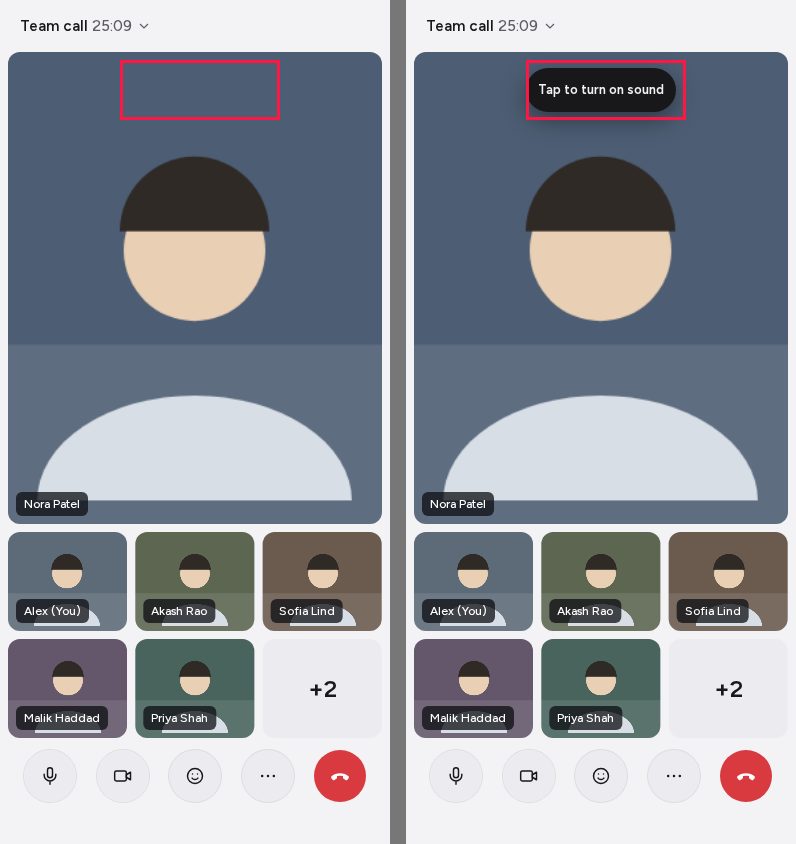 Team call 25:09
Nora Patel
Alex (You)
Akash Rao
Sofia Lind
Malik Haddad
Priya Shah
+2
Team call 25:09
Tap to turn on sound
Nora Patel
Alex (You)
Akash Rao
Sofia Lind
Malik Haddad
Priya Shah
+2